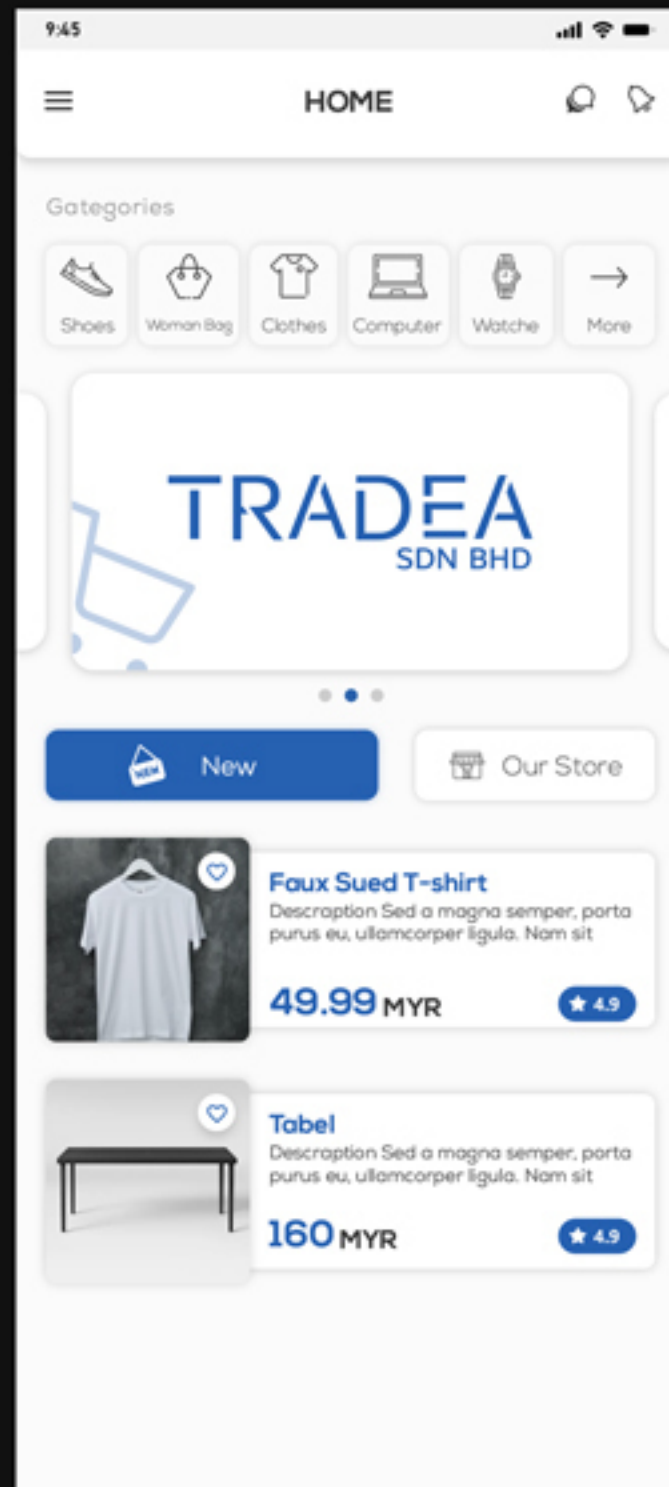 9:45
HOME
Gategories
Shoes
Woman Bag
Clothes
Computer
Watche
More
TRADEA
SDN BHD
NEW
New
Our Store
Faux Sued T-shirt
Descraption Sed a magna semper, porta
purus eu, ullamcorper ligula. Nam sit
49.99 MYR
4.9
Tabel
Descraption Sed a magna semper, porta
purus eu, ullamcorper ligula. Nam sit
160 MYR
4.9